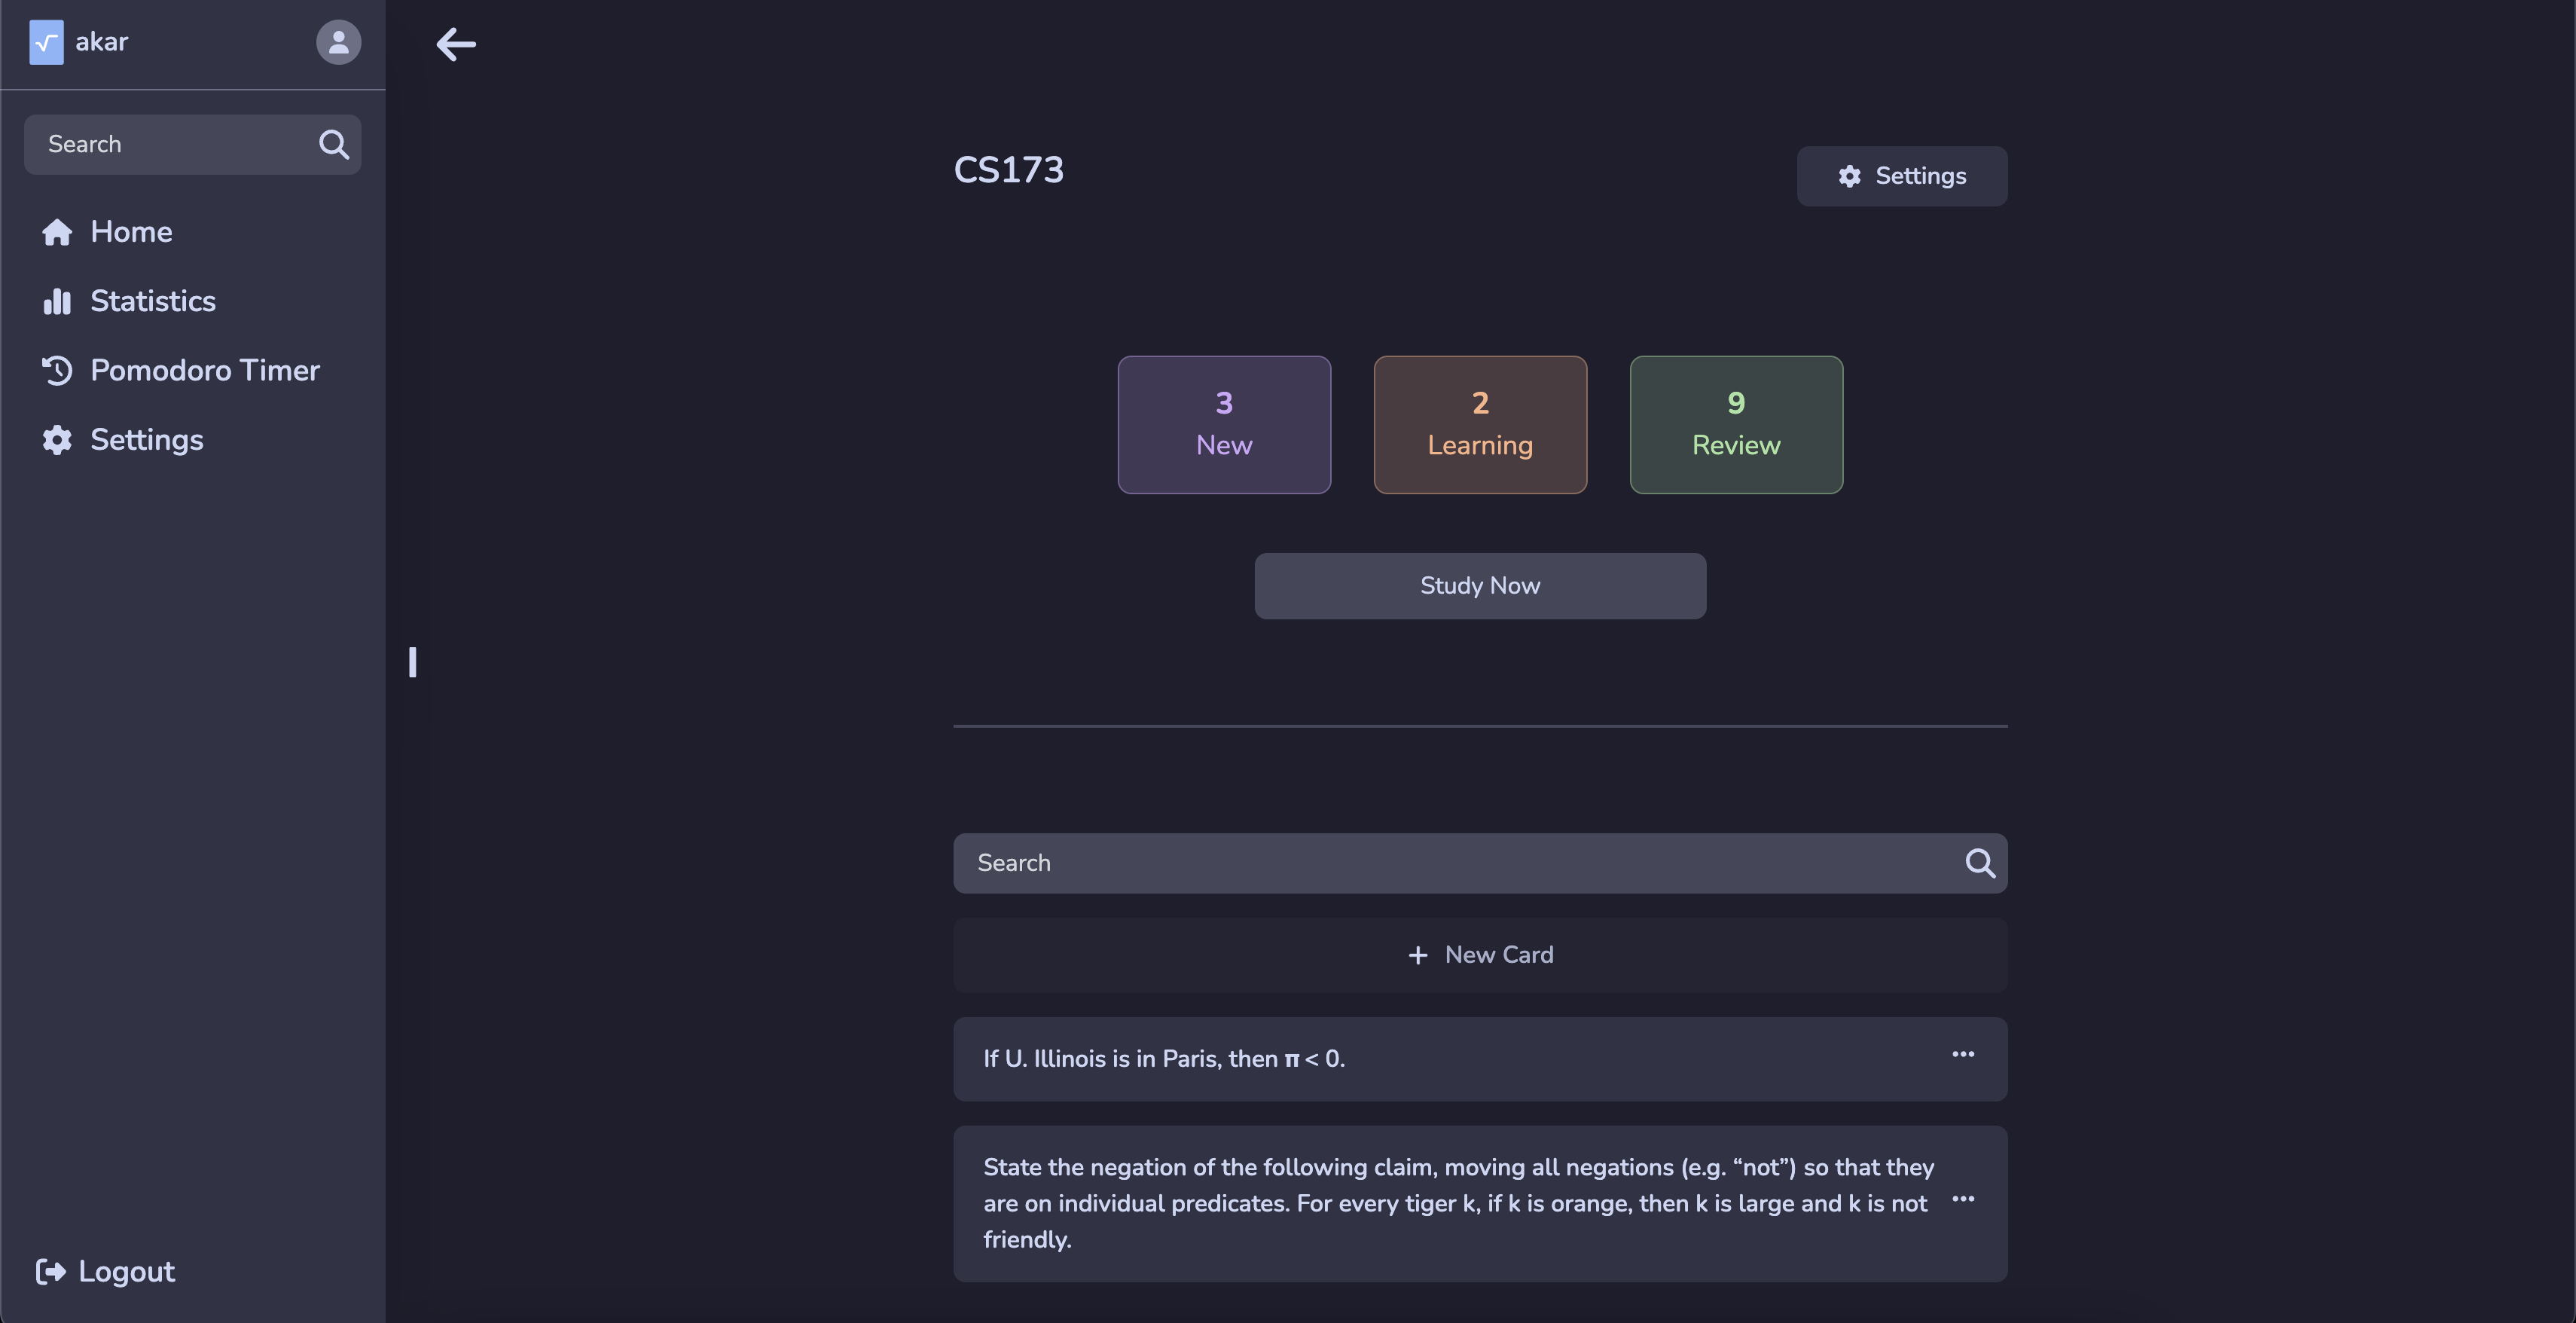 akar
Search
Home
Statistics
Pomodoro Timer
Settings
Logout
CS173
Settings
3
New
2
Learning
9
Review
Study Now
Search
+ New Card
If U. Illinois is in Paris, then π < 0.
State the negation of the following claim, moving all negations (e.g. “not”) so that they
are on individual predicates. For every tiger k, if k is orange, then k is large and k is not
friendly.